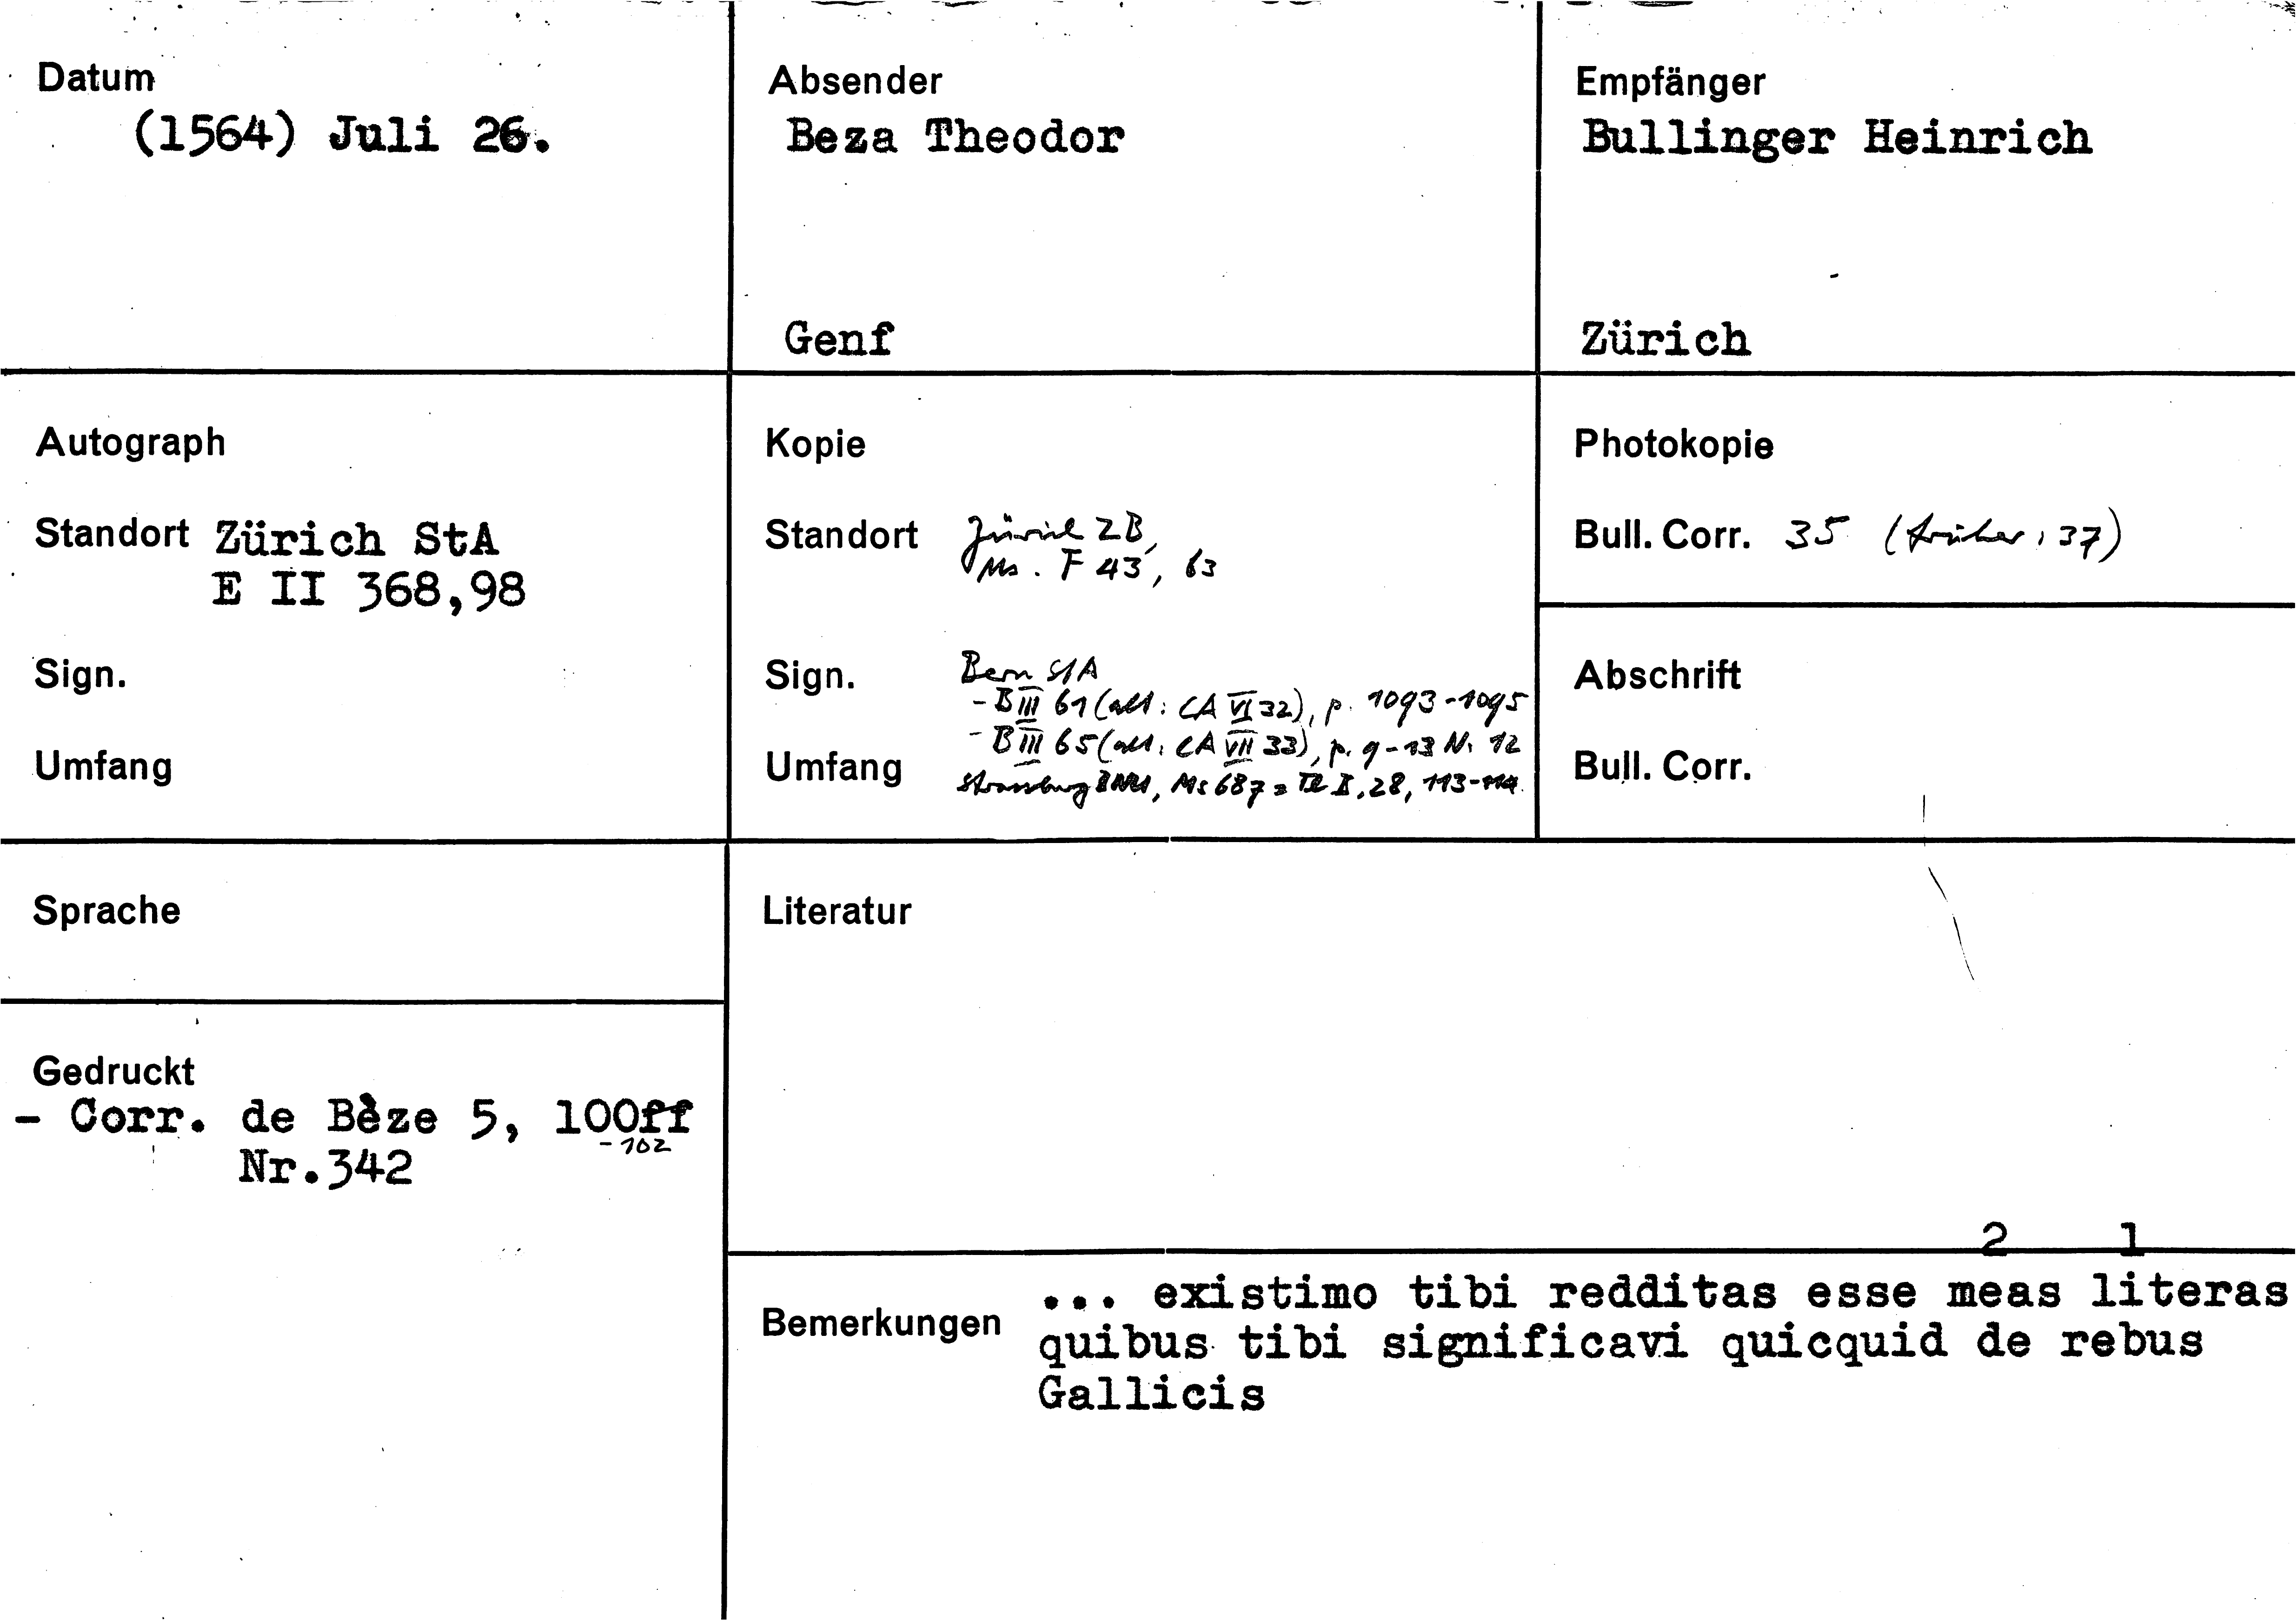 Datum
(1564) Juli 26.
Absender
Beza Theodor
Genf
Empfänger
Bullinger Heinrich
Zürich
Autograph
Standort Zürich StA
E II 368,98
Sign.
Umfang
Kopie
Standort Zürich ZB,
Ms. F 43, 63
Sign. Bern StA
- B III 61 (alt: CA VI 32), p. 1093-1095
- B III 65 (alt: CA VII 33), p. 9-13 N. 12
Umfang Strassburg BNU, Ms 687 = II, 28, 113-114.
Photokopie
Bull. Corr. 35 (früher: 37)
Abschrift
Bull. Corr.
Sprache
Gedruckt
- Corr. de Bèze 5, 100ff
-102
Nr.342
Literatur
2 1
Bemerkungen ... existimo tibi redditas esse meas literas
quibus tibi significavi quicquid de rebus
Gallicis